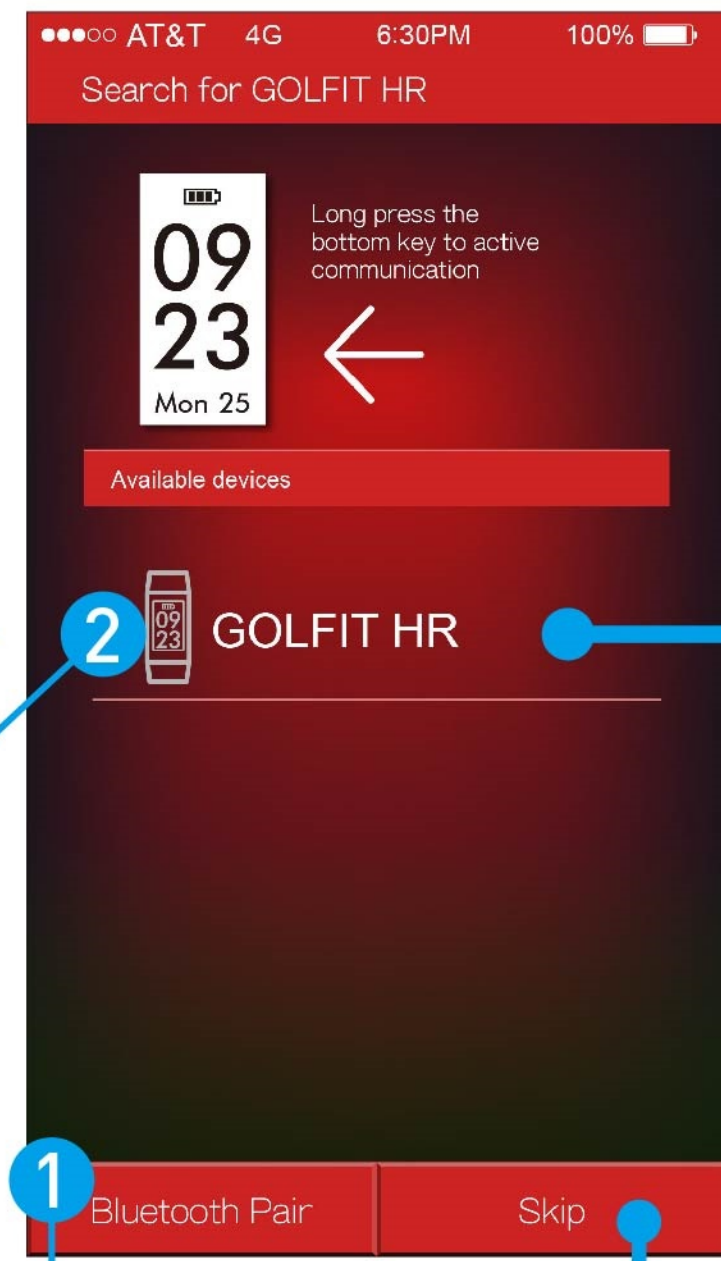 AT&T 4G 6:30PM 100%
Search for GOLFIT HR
09
23
Mon 25
Long press the
bottom key to active
communication
Available devices
2
09
23
GOLFIT HR
1
Bluetooth Pair
Skip